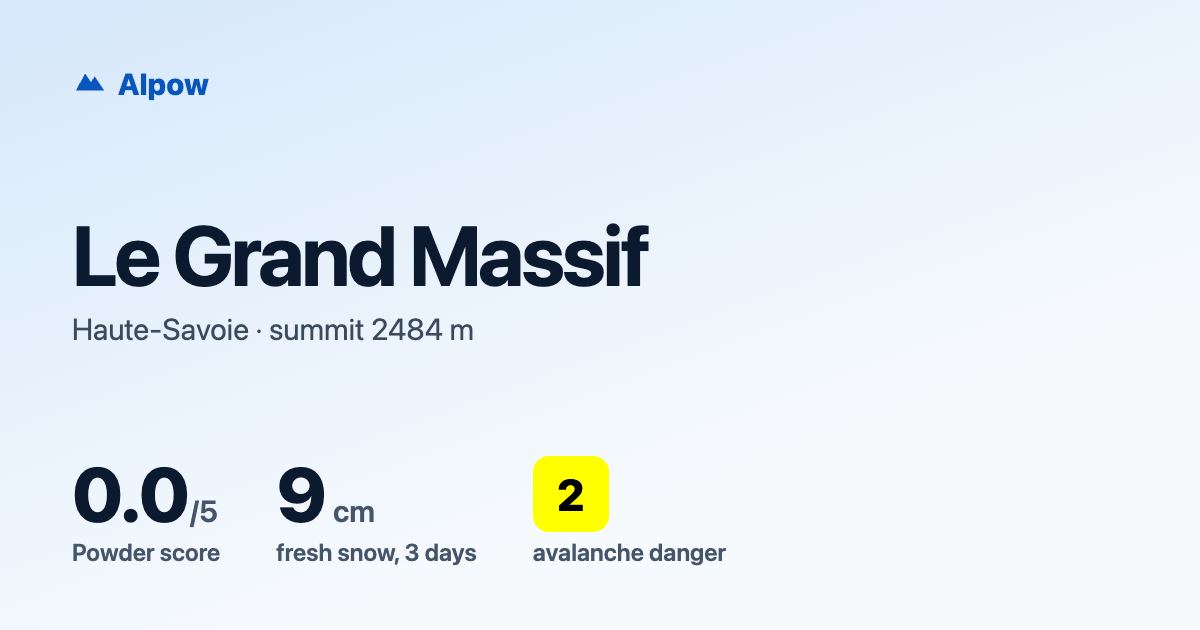 Alpow
Le Grand Massif
Haute-Savoie · summit 2484 m
0.0/5 9 cm 2
Powder score fresh snow, 3 days avalanche danger